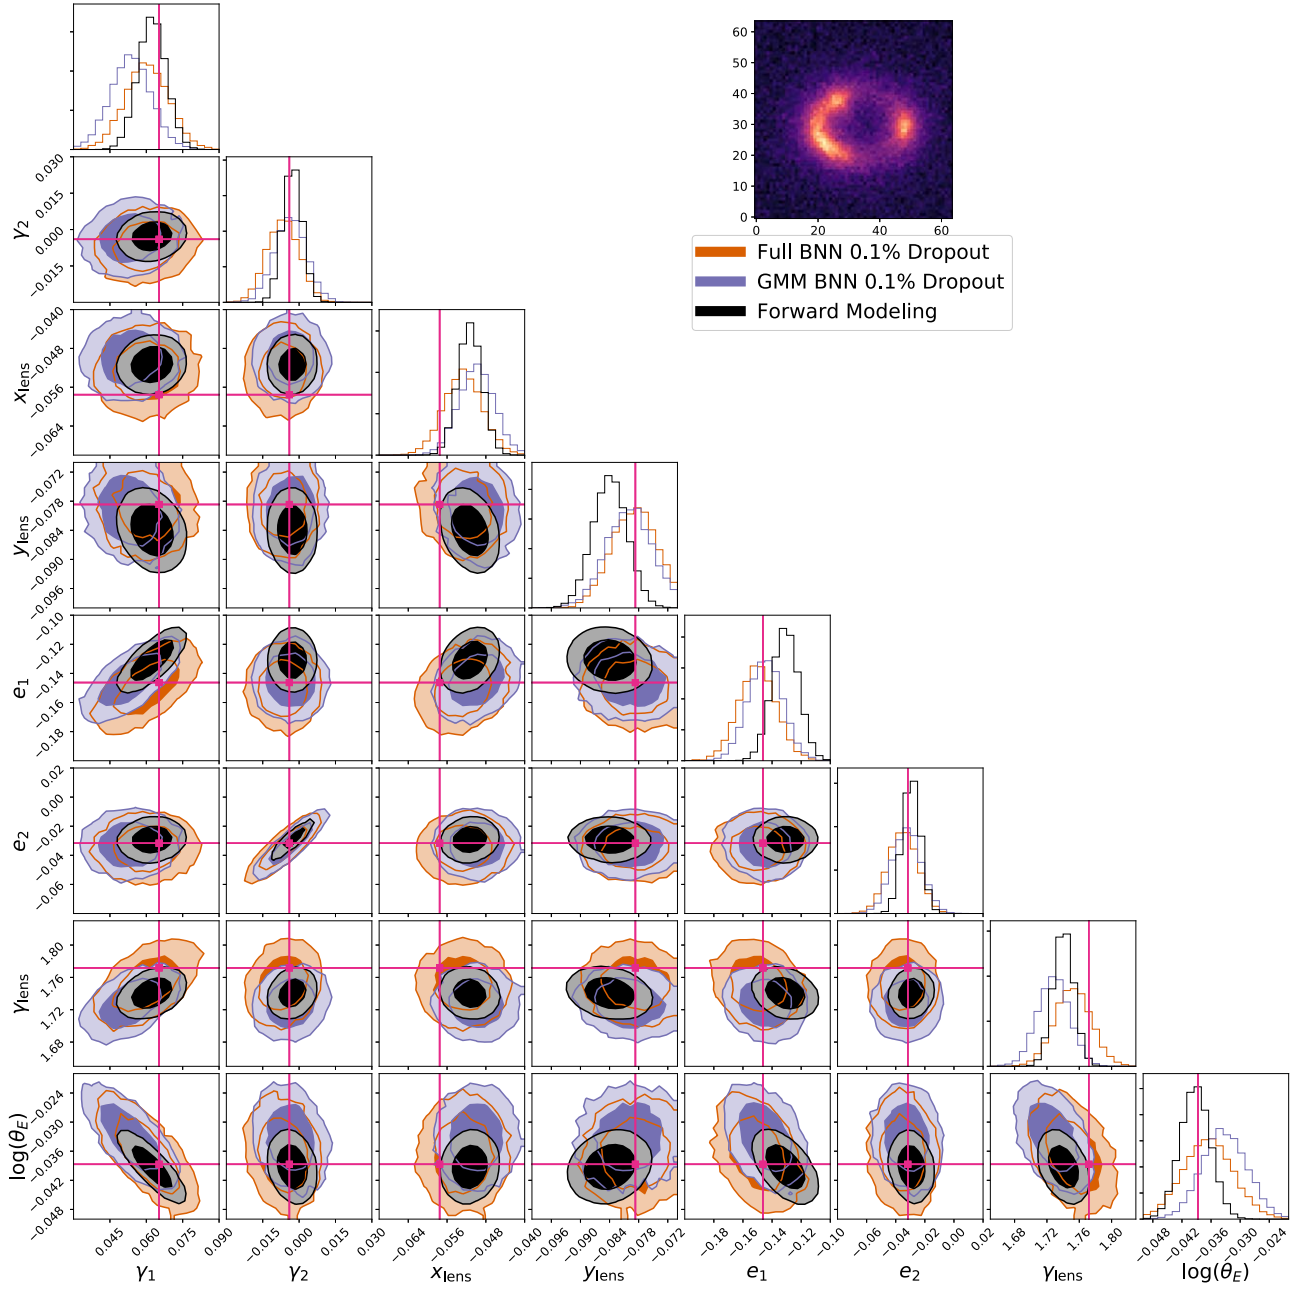 60
50
40
30
20
10
0
0 20 40 60
Full BNN 0.1% Dropout
GMM BNN 0.1% Dropout
Forward Modeling
0.030
0.015
0.000
−0.015
γ₂
−0.040
−0.048
−0.056
−0.064
x_lens
−0.072
−0.078
−0.084
−0.090
−0.096
y_lens
−0.10
−0.12
−0.14
−0.16
−0.18
e₁
0.02
0.00
−0.02
−0.04
−0.06
e₂
1.80
1.76
1.72
1.68
γ_lens
−0.024
−0.030
−0.036
−0.042
−0.048
log(θ_E)
0.045 0.060 0.075 0.090
−0.015 0.000 0.015 0.030
−0.064 −0.056 −0.048 −0.040
−0.096 −0.090 −0.084 −0.078 −0.072
−0.18 −0.16 −0.14 −0.12 −0.10
−0.06 −0.04 −0.02 0.00 0.02
1.68 1.72 1.76 1.80
−0.048 −0.042 −0.036 −0.030 −0.024
γ₁ γ₂ x_lens y_lens e₁ e₂ γ_lens log(θ_E)